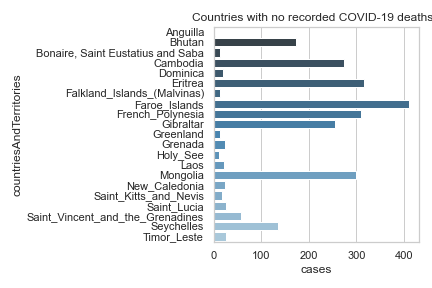 Countries with no recorded COVID-19 deaths
countriesAndTerritories
Anguilla
Bhutan
Bonaire, Saint Eustatius and Saba
Cambodia
Dominica
Eritrea
Falkland_Islands_(Malvinas)
Faroe_Islands
French_Polynesia
Gibraltar
Greenland
Grenada
Holy_See
Laos
Mongolia
New_Caledonia
Saint_Kitts_and_Nevis
Saint_Lucia
Saint_Vincent_and_the_Grenadines
Seychelles
Timor_Leste
0 100 200 300 400
cases